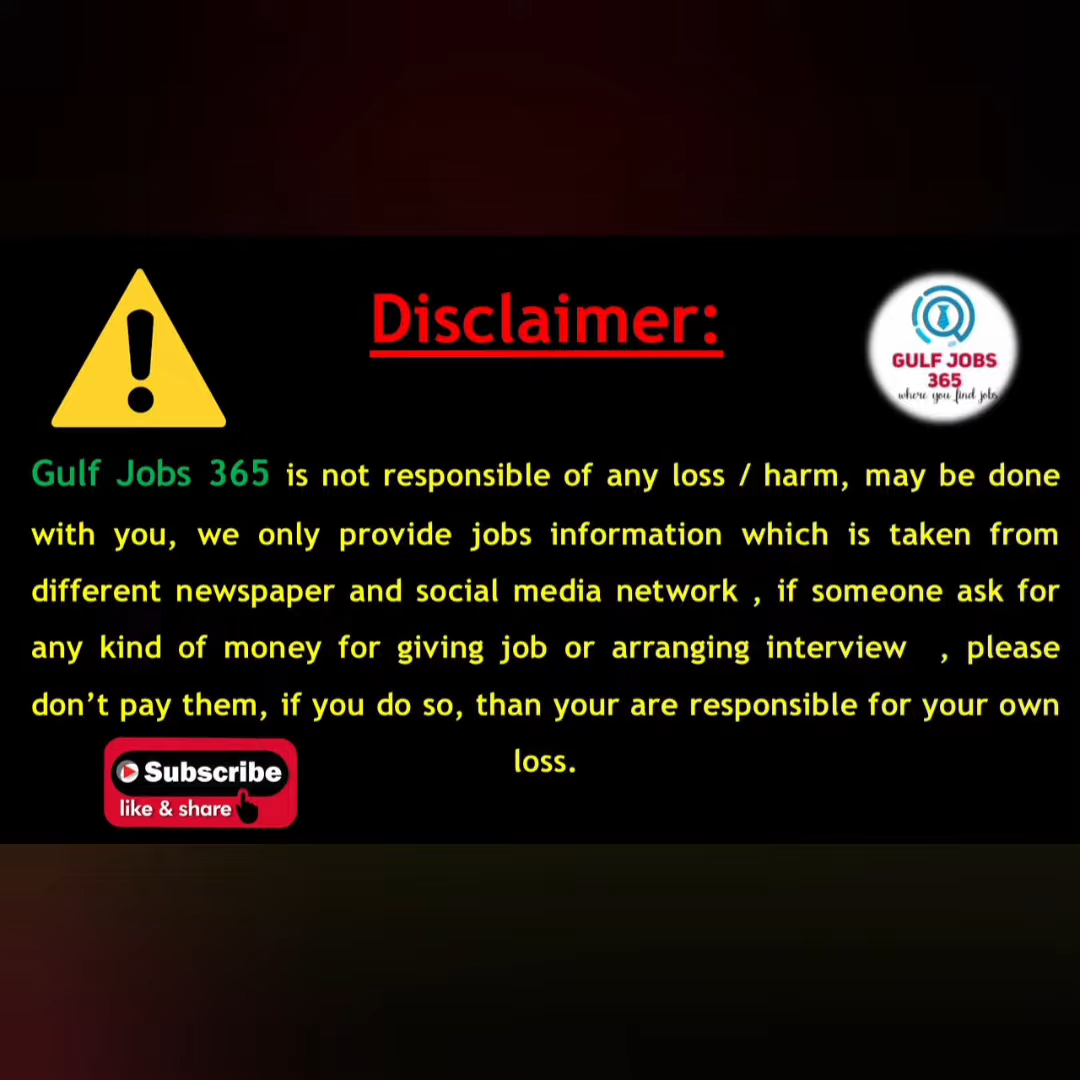 Disclaimer:
GULF JOBS
365
where you find jobs
Gulf Jobs 365 is not responsible of any loss / harm, may be done
with you, we only provide jobs information which is taken from
different newspaper and social media network , if someone ask for
any kind of money for giving job or arranging interview , please
don’t pay them, if you do so, than your are responsible for your own
loss.
Subscribe
like & share